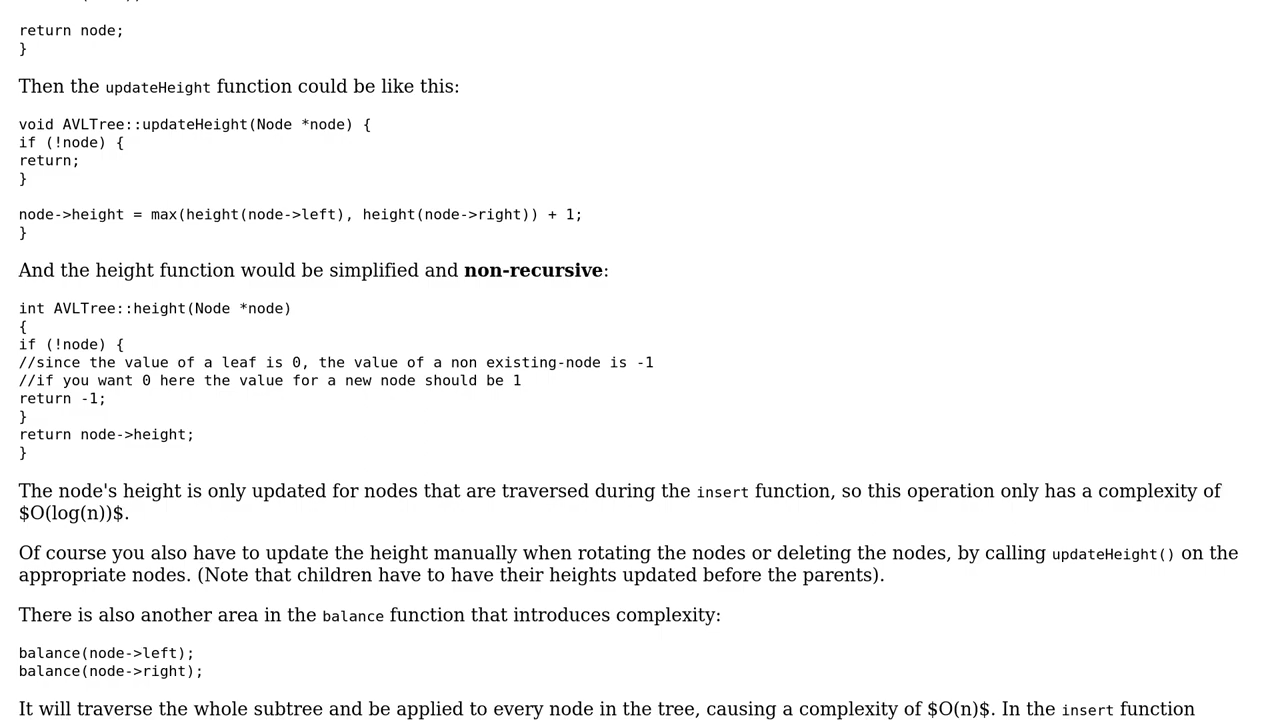 return node;
}
Then the updateHeight function could be like this:
void AVLTree::updateHeight(Node *node) {
if (!node) {
return;
}
node->height = max(height(node->left), height(node->right)) + 1;
}
And the height function would be simplified and non-recursive:
int AVLTree::height(Node *node)
{
if (!node) {
//since the value of a leaf is 0, the value of a non existing-node is -1
//if you want 0 here the value for a new node should be 1
return -1;
}
return node->height;
}
The node's height is only updated for nodes that are traversed during the insert function, so this operation only has a complexity of
$O(log(n))$.
Of course you also have to update the height manually when rotating the nodes or deleting the nodes, by calling updateHeight() on the
appropriate nodes. (Note that children have to have their heights updated before the parents).
There is also another area in the balance function that introduces complexity:
balance(node->left);
balance(node->right);
It will traverse the whole subtree and be applied to every node in the tree, causing a complexity of $O(n)$. In the insert function